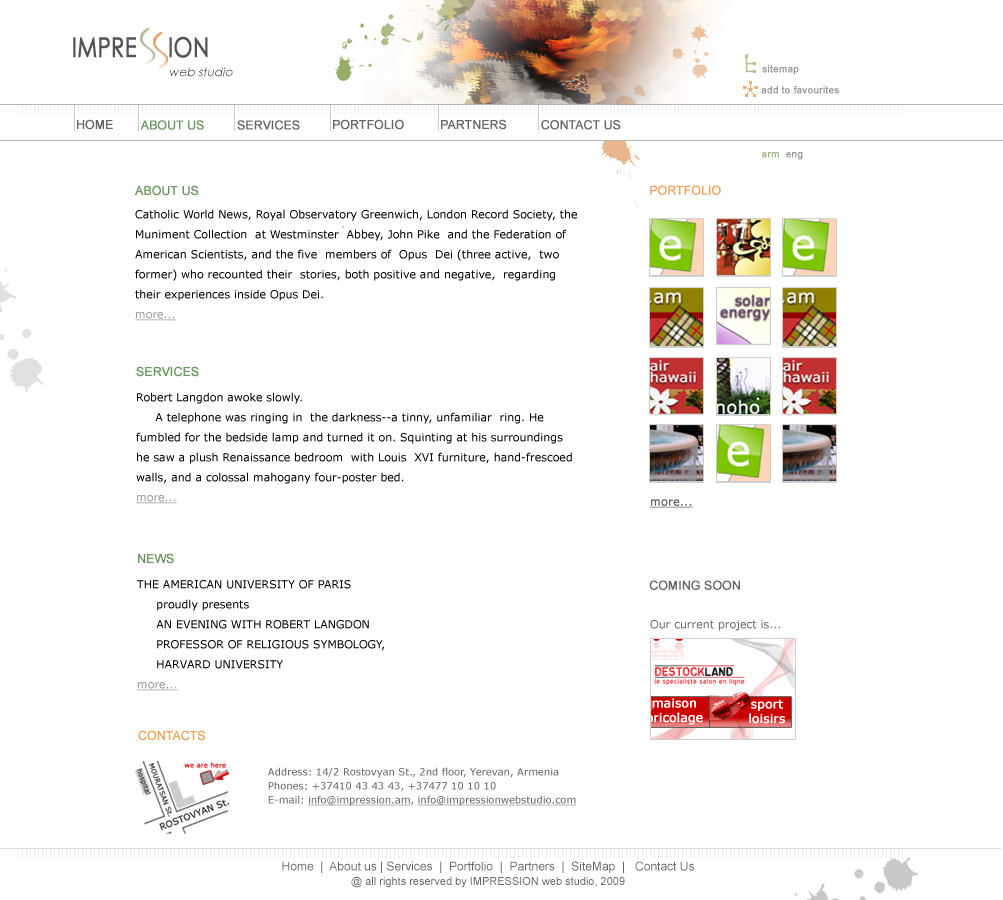 IMPRESSION
web studio
sitemap
add to favourites
HOME ABOUT US SERVICES PORTFOLIO PARTNERS CONTACT US
arm eng
ABOUT US
Catholic World News, Royal Observatory Greenwich, London Record Society, the
Muniment Collection at Westminster Abbey, John Pike and the Federation of
American Scientists, and the five members of Opus Dei (three active, two
former) who recounted their stories, both positive and negative, regarding
their experiences inside Opus Dei.
more...
SERVICES
Robert Langdon awoke slowly.
A telephone was ringing in the darkness--a tinny, unfamiliar ring. He
fumbled for the bedside lamp and turned it on. Squinting at his surroundings
he saw a plush Renaissance bedroom with Louis XVI furniture, hand-frescoed
walls, and a colossal mahogany four-poster bed.
more...
NEWS
THE AMERICAN UNIVERSITY OF PARIS
proudly presents
AN EVENING WITH ROBERT LANGDON
PROFESSOR OF RELIGIOUS SYMBOLOGY,
HARVARD UNIVERSITY
more...
PORTFOLIO
e e
.am solar .am
energy
air air
hawaii hawaii
noho
e
more...
COMING SOON
Our current project is...
DESTOCKLAND
le spécialiste salon en ligne
maison sport
bricolage loisirs
CONTACTS
we are here
hospital
MOURATSAN St.
ROSTOVYAN St.
Address: 14/2 Rostovyan St., 2nd floor, Yerevan, Armenia
Phones: +37410 43 43 43, +37477 10 10 10
E-mail: info@impression.am, info@impressionwebstudio.com
Home | About us | Services | Portfolio | Partners | SiteMap | Contact Us
@ all rights reserved by IMPRESSION web studio, 2009